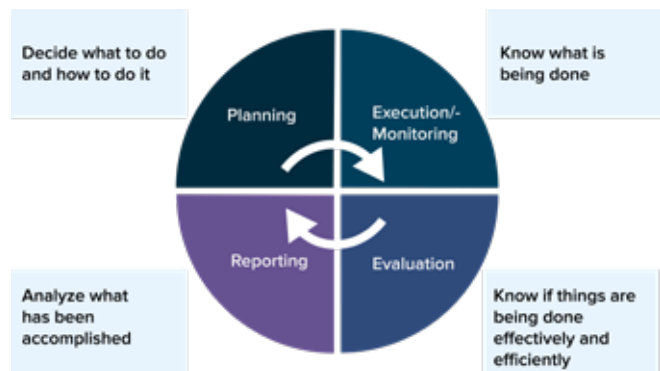 Decide what to do
and how to do it
Know what is
being done
Planning
Execution/-
Monitoring
Reporting
Evaluation
Analyze what
has been
accomplished
Know if things are
being done
effectively and
efficiently